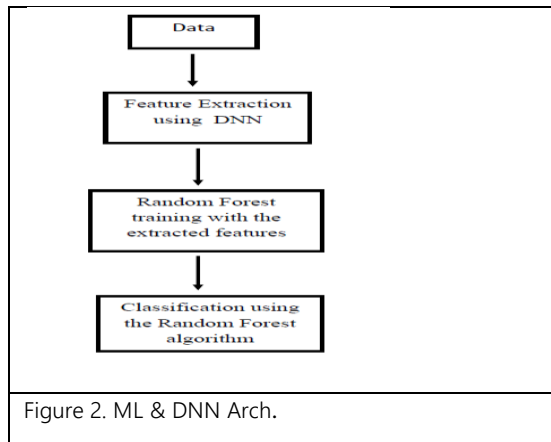 Data
Feature Extraction
using DNN
Random Forest
training with the
extracted features
Classification using
the Random Forest
algorithm
Figure 2. ML & DNN Arch.